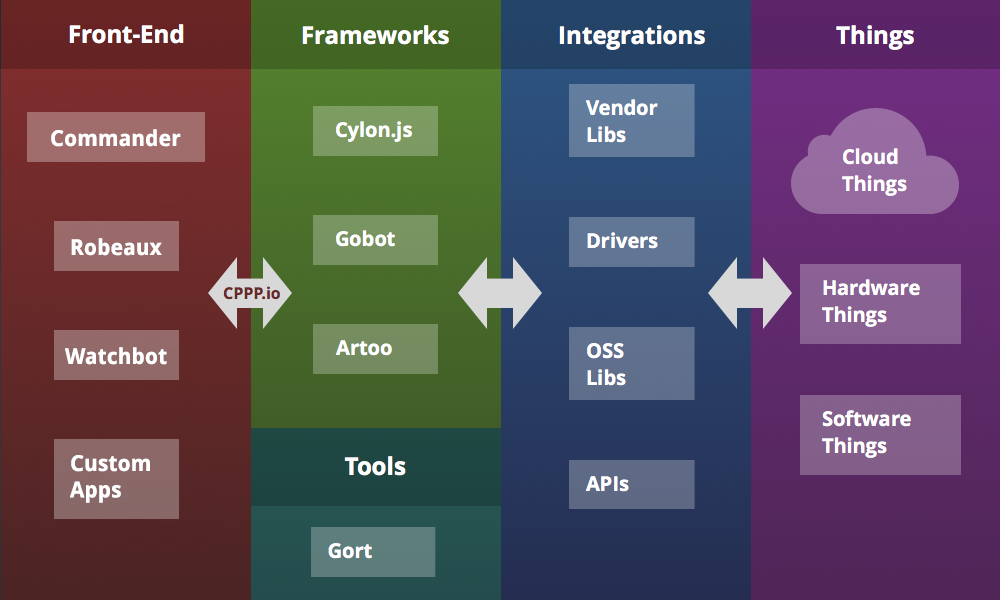 Front-End
Commander
Robeaux
Watchbot
Custom
Apps
CPPP.io
Frameworks
Cylon.js
Gobot
Artoo
Tools
Gort
Integrations
Vendor
Libs
Drivers
OSS
Libs
APIs
Things
Cloud
Things
Hardware
Things
Software
Things